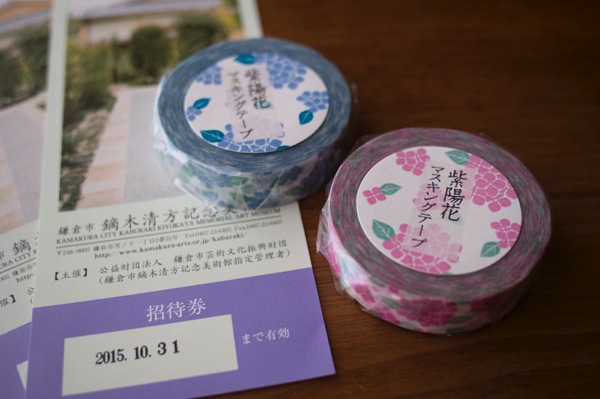 紫陽花
マスキングテープ
紫陽花
マスキングテープ
鎌倉市 鏑木清方記念美
KAMAKURA CITY KABURAKI KIYOKATA MEMORIAL ART MUSEUM
http://www.kamakura-arts.or.jp/kaburaki/
【主催】 公益財団法人 鎌倉市芸術文化振興財団
(鎌倉市鏑木清方記念美術館指定管理者)
招待券
2015.10.31
まで有効